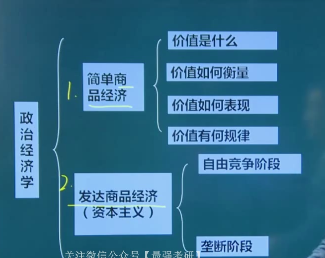 政治经济学
1.
简单商
品经济
价值是什么
价值如何衡量
价值如何表现
价值有何规律
2.
发达商品经济
（资本主义）
自由竞争阶段
垄断阶段
关注微信公众号【最强考研】